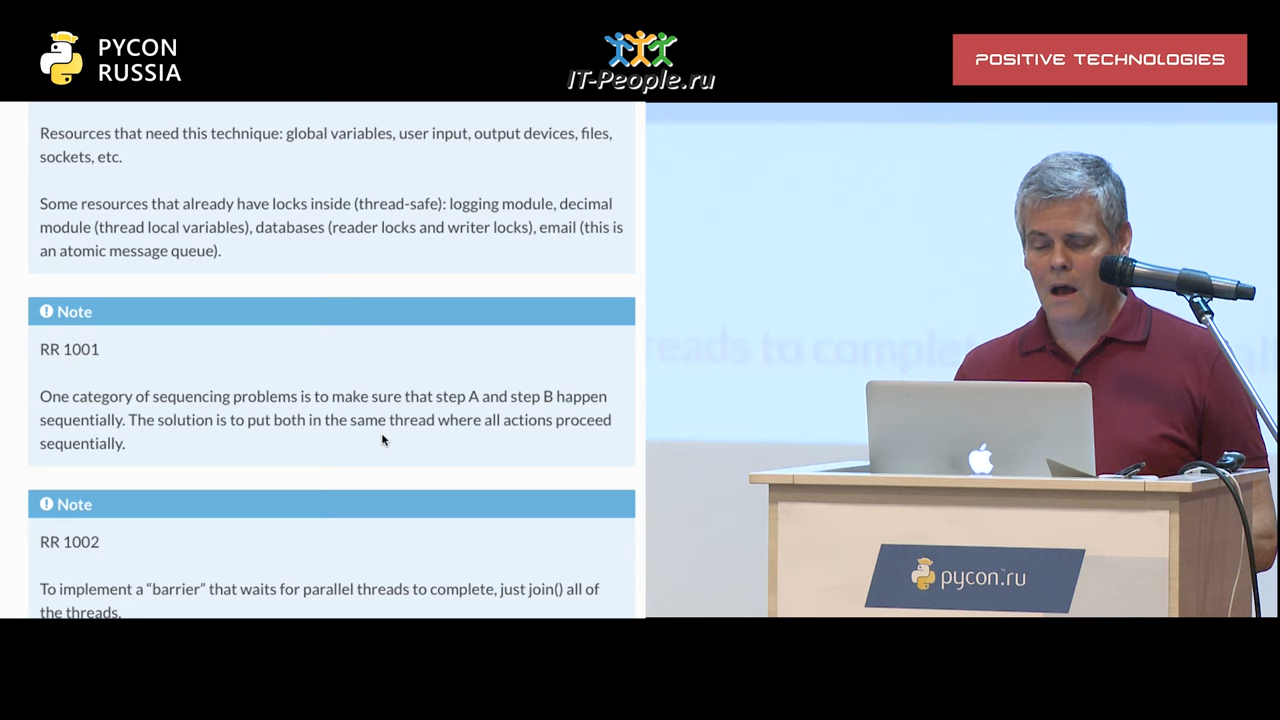 PYCON
RUSSIA
IT-People.ru
POSITIVE TECHNOLOGIES
Resources that need this technique: global variables, user input, output devices, files,
sockets, etc.
Some resources that already have locks inside (thread-safe): logging module, decimal
module (thread local variables), databases (reader locks and writer locks), email (this is
an atomic message queue).
Note
RR 1001
One category of sequencing problems is to make sure that step A and step B happen
sequentially. The solution is to put both in the same thread where all actions proceed
sequentially.
Note
RR 1002
To implement a “barrier” that waits for parallel threads to complete, just join() all of
the threads.
reads to complet
pycon.ru